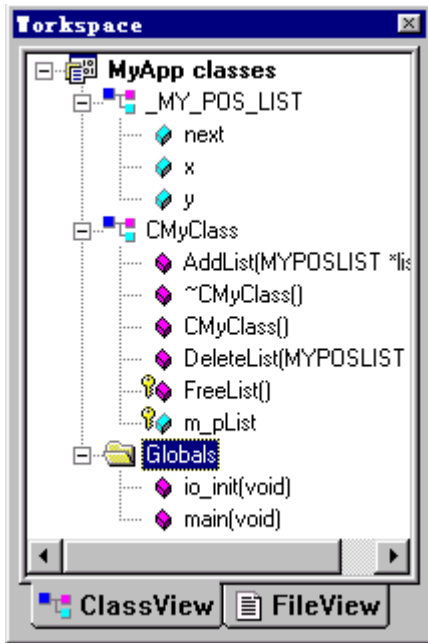 Torkspace
MyApp classes
_MY_POS_LIST
next
x
y
CMyClass
AddList(MYPOSLIST *lis
~CMyClass()
CMyClass()
DeleteList(MYPOSLIST
FreeList()
m_pList
Globals
io_init(void)
main(void)
ClassView FileView